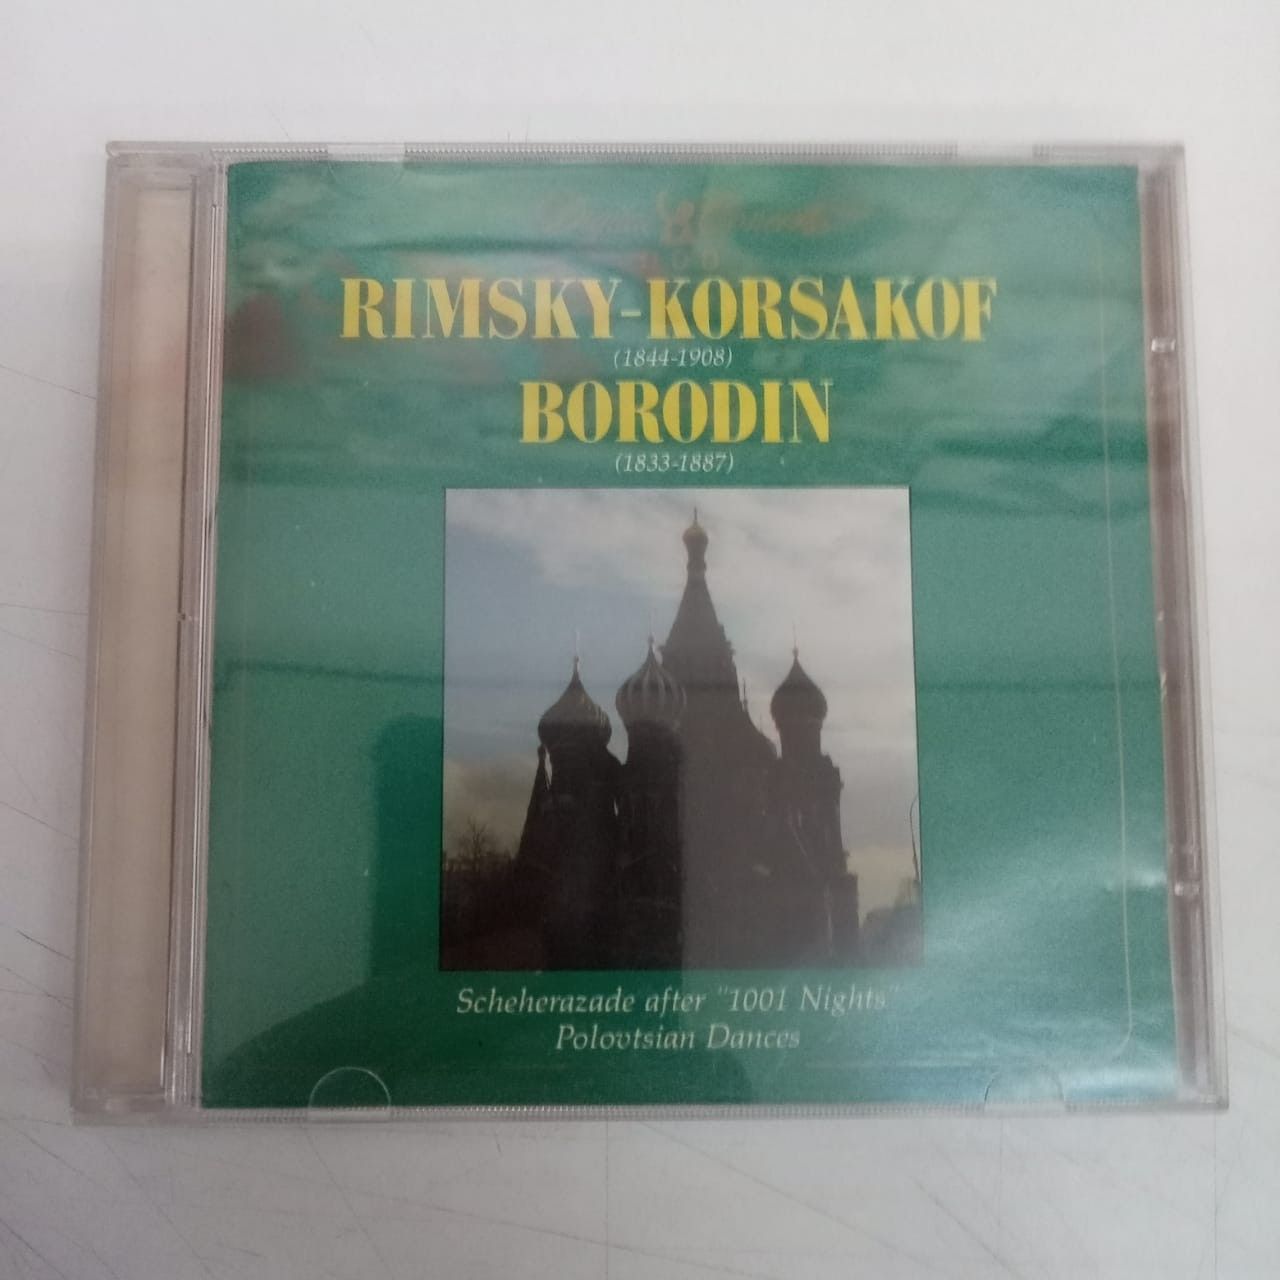 RIMSKY-KORSAKOF
(1844-1908)
BORODIN
(1833-1887)
Scheherazade after "1001 Nights"
Polovtsian Dances